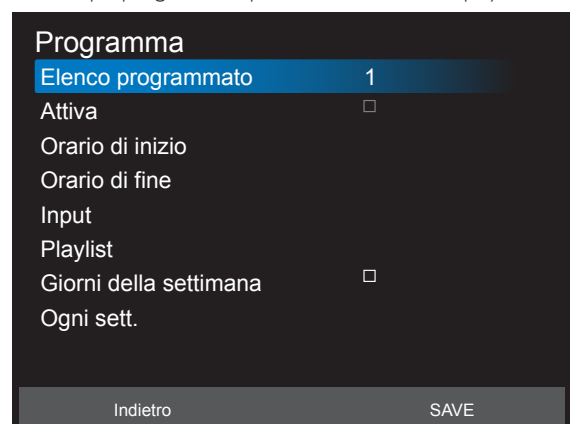 Programma
Elenco programmato 1
Attiva
Orario di inizio
Orario di fine
Input
Playlist
Giorni della settimana
Ogni sett.
Indietro SAVE